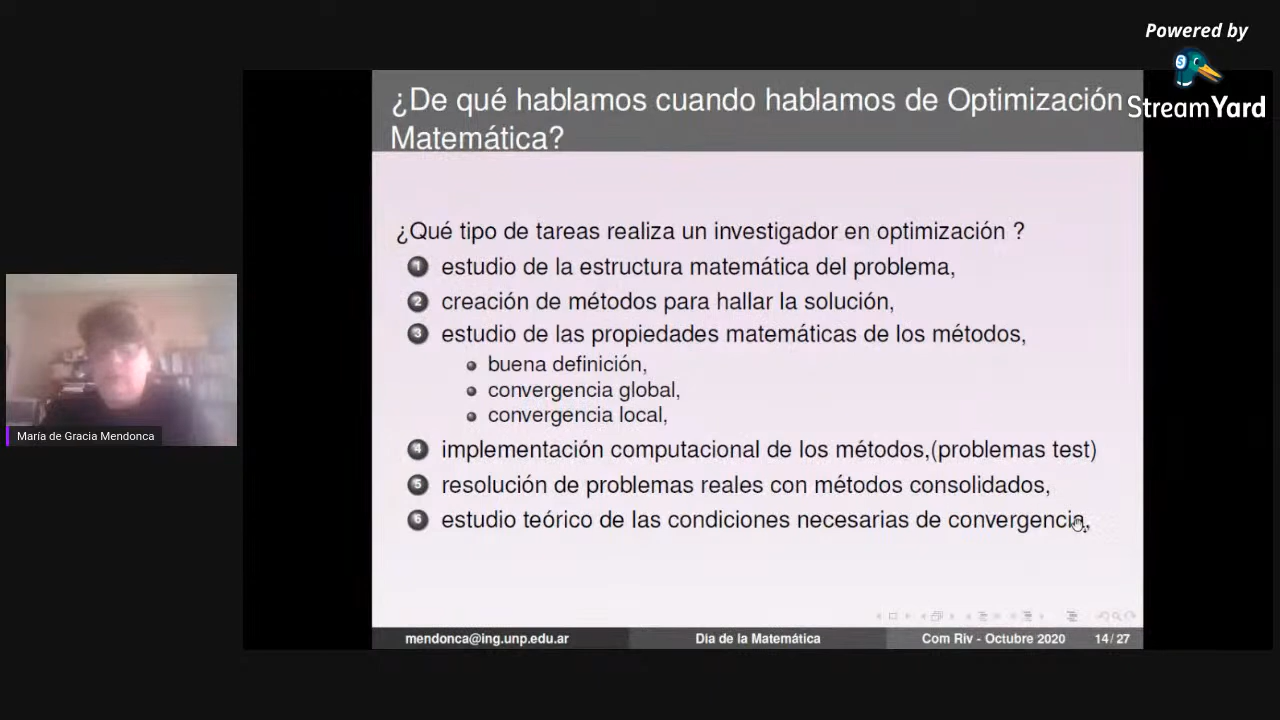 Powered by
StreamYard
¿De qué hablamos cuando hablamos de Optimización
Matemática?
¿Qué tipo de tareas realiza un investigador en optimización ?
1 estudio de la estructura matemática del problema,
2 creación de métodos para hallar la solución,
3 estudio de las propiedades matemáticas de los métodos,
buena definición,
convergencia global,
convergencia local,
4 implementación computacional de los métodos,(problemas test)
5 resolución de problemas reales con métodos consolidados,
6 estudio teórico de las condiciones necesarias de convergencia,
María de Gracia Mendonca
mendonca@ing.unp.edu.ar
Dia de la Matemática
Com Riv - Octubre 2020
14/27